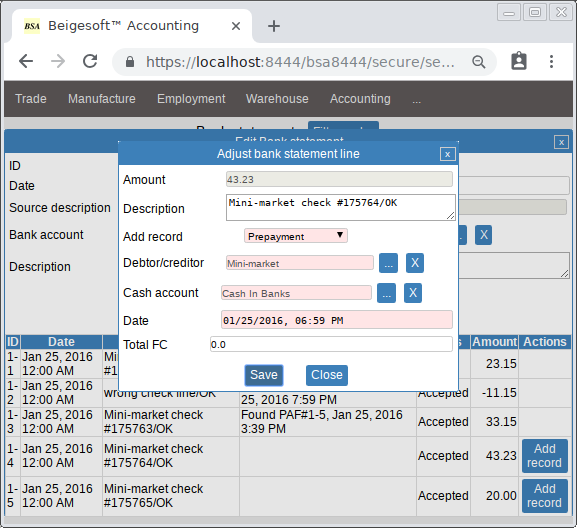 BSA Beigesoft™ Accounting
https://localhost:8444/bsa8444/secure/se...
Trade Manufacture Employment Warehouse Accounting ...
Edit Bank statement
x
Adjust bank statement line
x
ID
Date
Source description
Bank account
X
Description
Amount 43.23
Description Mini-market check #175764/OK
Add record Prepayment
Debtor/creditor Mini-market ... X
Cash account Cash In Banks ... X
Date 01/25/2016, 06:59 PM
Total FC 0.0
Save Close
ID Date Amount Actions
1-1 Jan 25, 2016 12:00 AM 23.15
1-2 Jan 25, 2016 12:00 AM wrong check line/OK 25, 2016 7:59 PM Accepted -11.15
1-3 Jan 25, 2016 12:00 AM Mini-market check #175763/OK Found PAF#1-5, Jan 25, 2016 3:39 PM Accepted 33.15
1-4 Jan 25, 2016 12:00 AM Mini-market check #175764/OK Accepted 43.23 Add record
1-5 Jan 25, 2016 12:00 AM Mini-market check #175765/OK Accepted 20.00 Add record